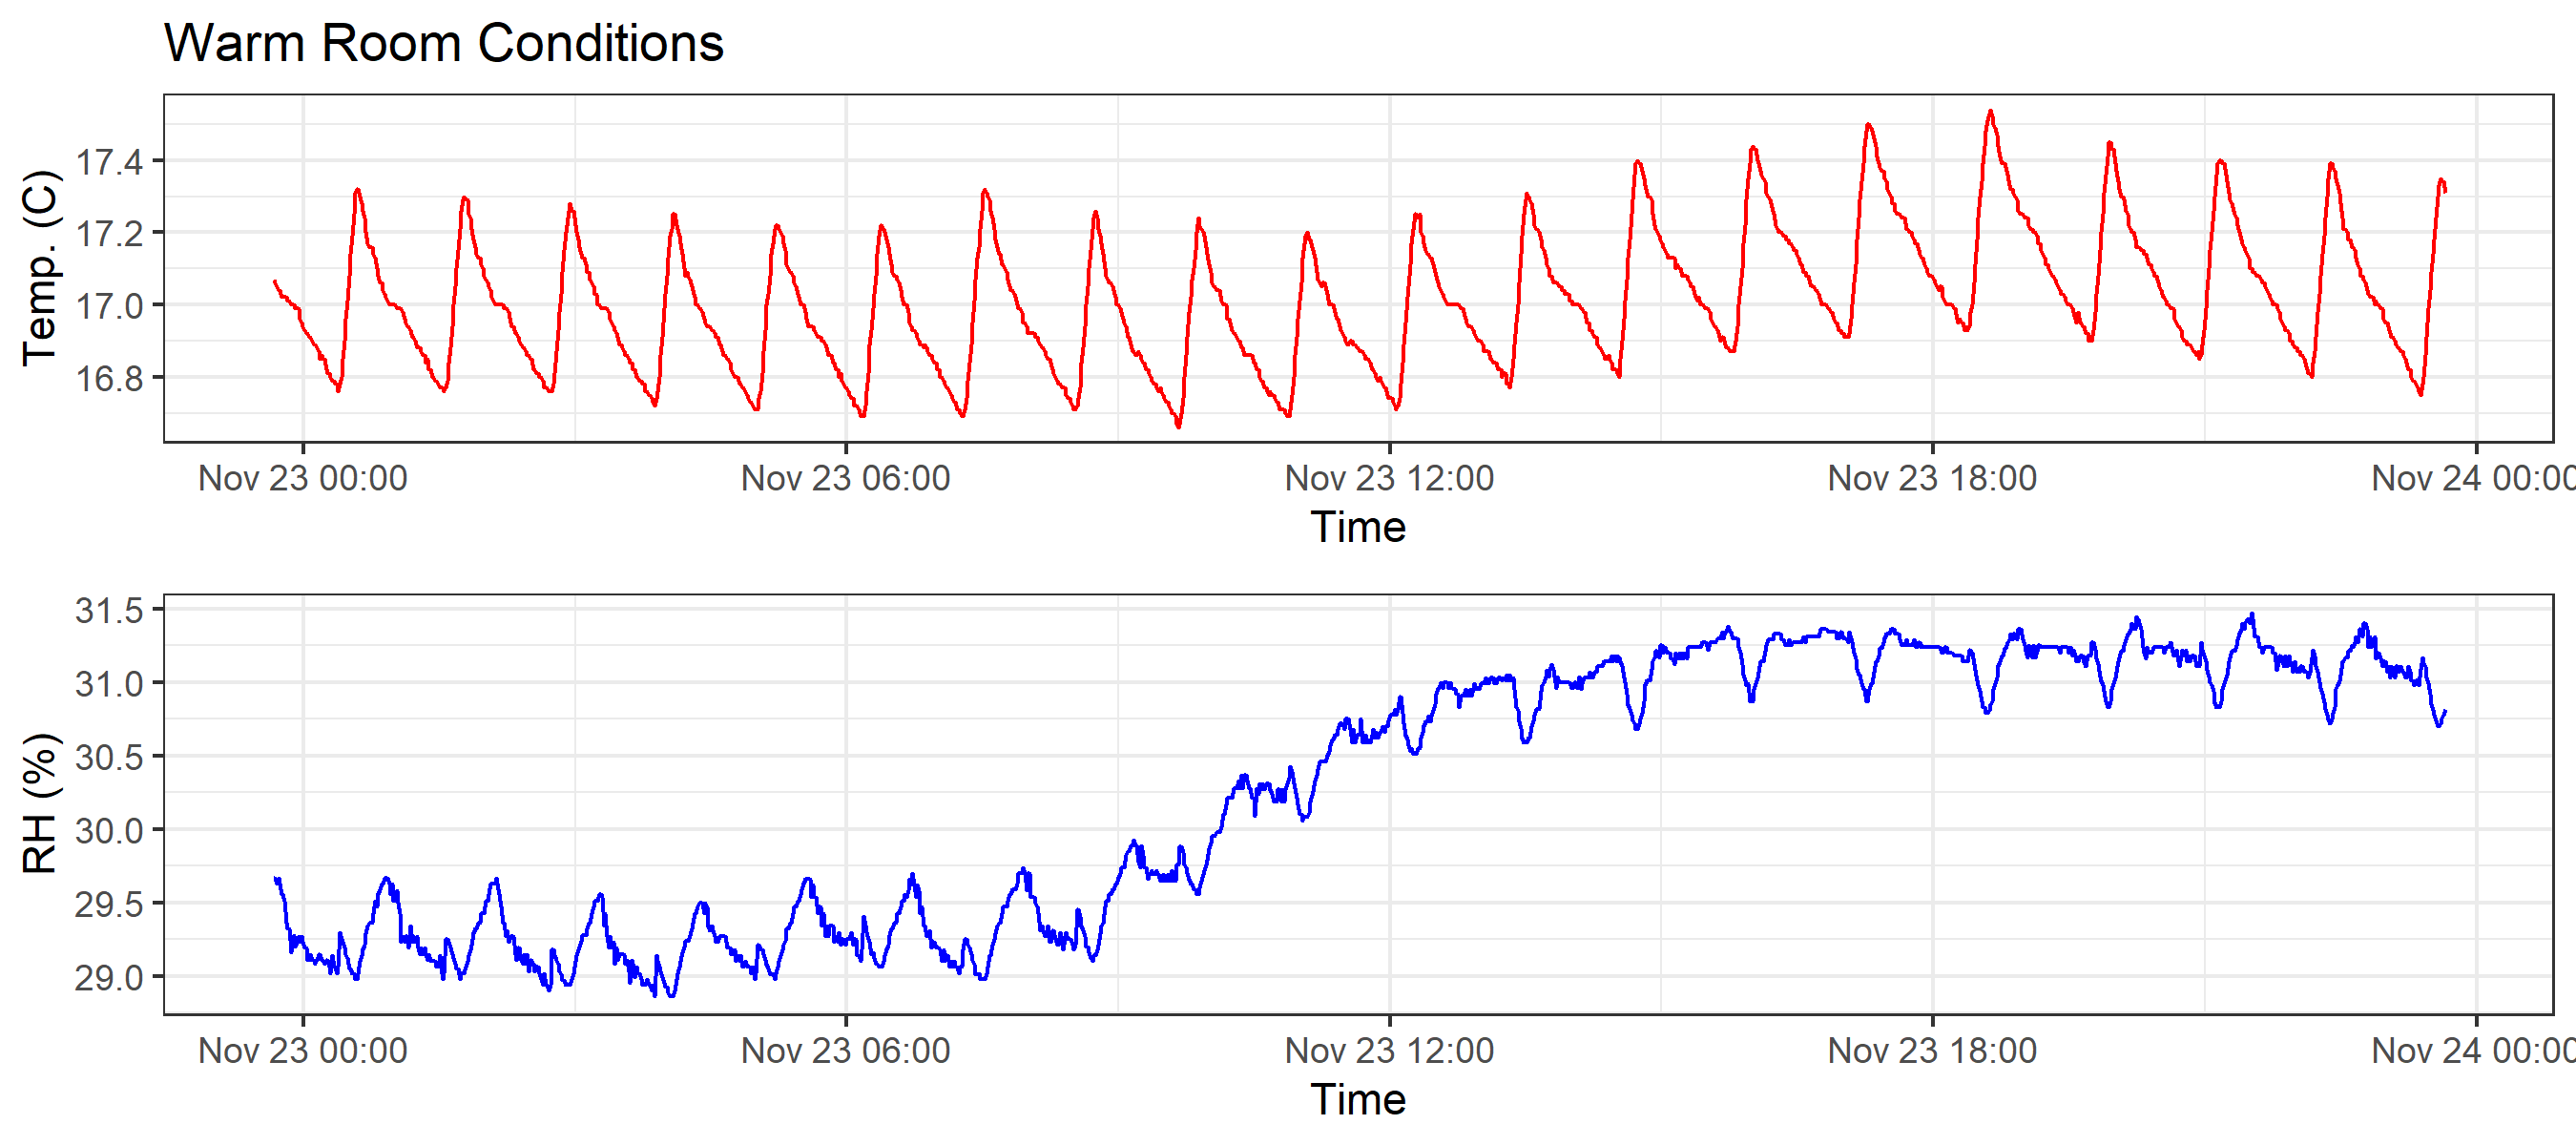 Warm Room Conditions
Temp. (C)
17.4
17.2
17.0
16.8
Nov 23 00:00 Nov 23 06:00 Nov 23 12:00 Nov 23 18:00 Nov 24 00:00
Time
RH (%)
31.5
31.0
30.5
30.0
29.5
29.0
Nov 23 00:00 Nov 23 06:00 Nov 23 12:00 Nov 23 18:00 Nov 24 00:00
Time